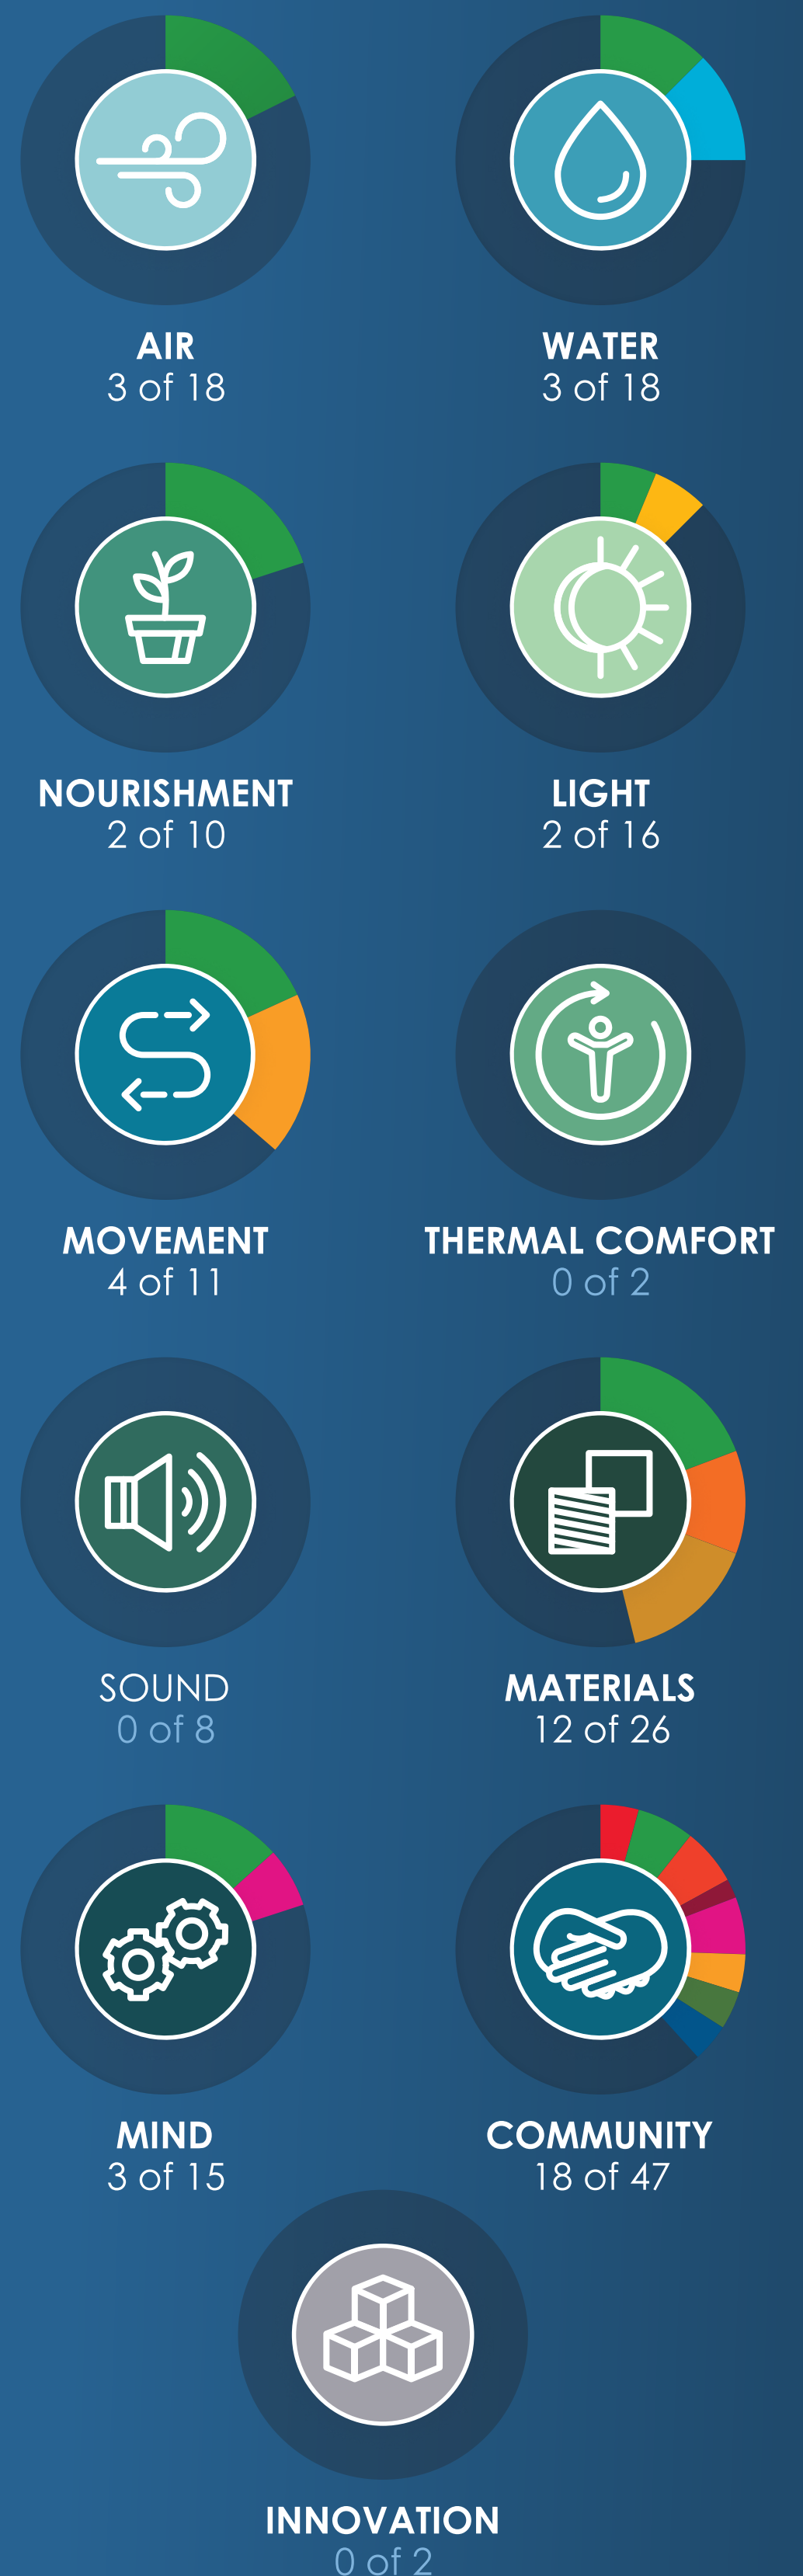 AIR
3 of 18
WATER
3 of 18
NOURISHMENT
2 of 10
LIGHT
2 of 16
MOVEMENT
4 of 11
THERMAL COMFORT
0 of 2
SOUND
0 of 8
MATERIALS
12 of 26
MIND
3 of 15
COMMUNITY
18 of 47
INNOVATION
0 of 2